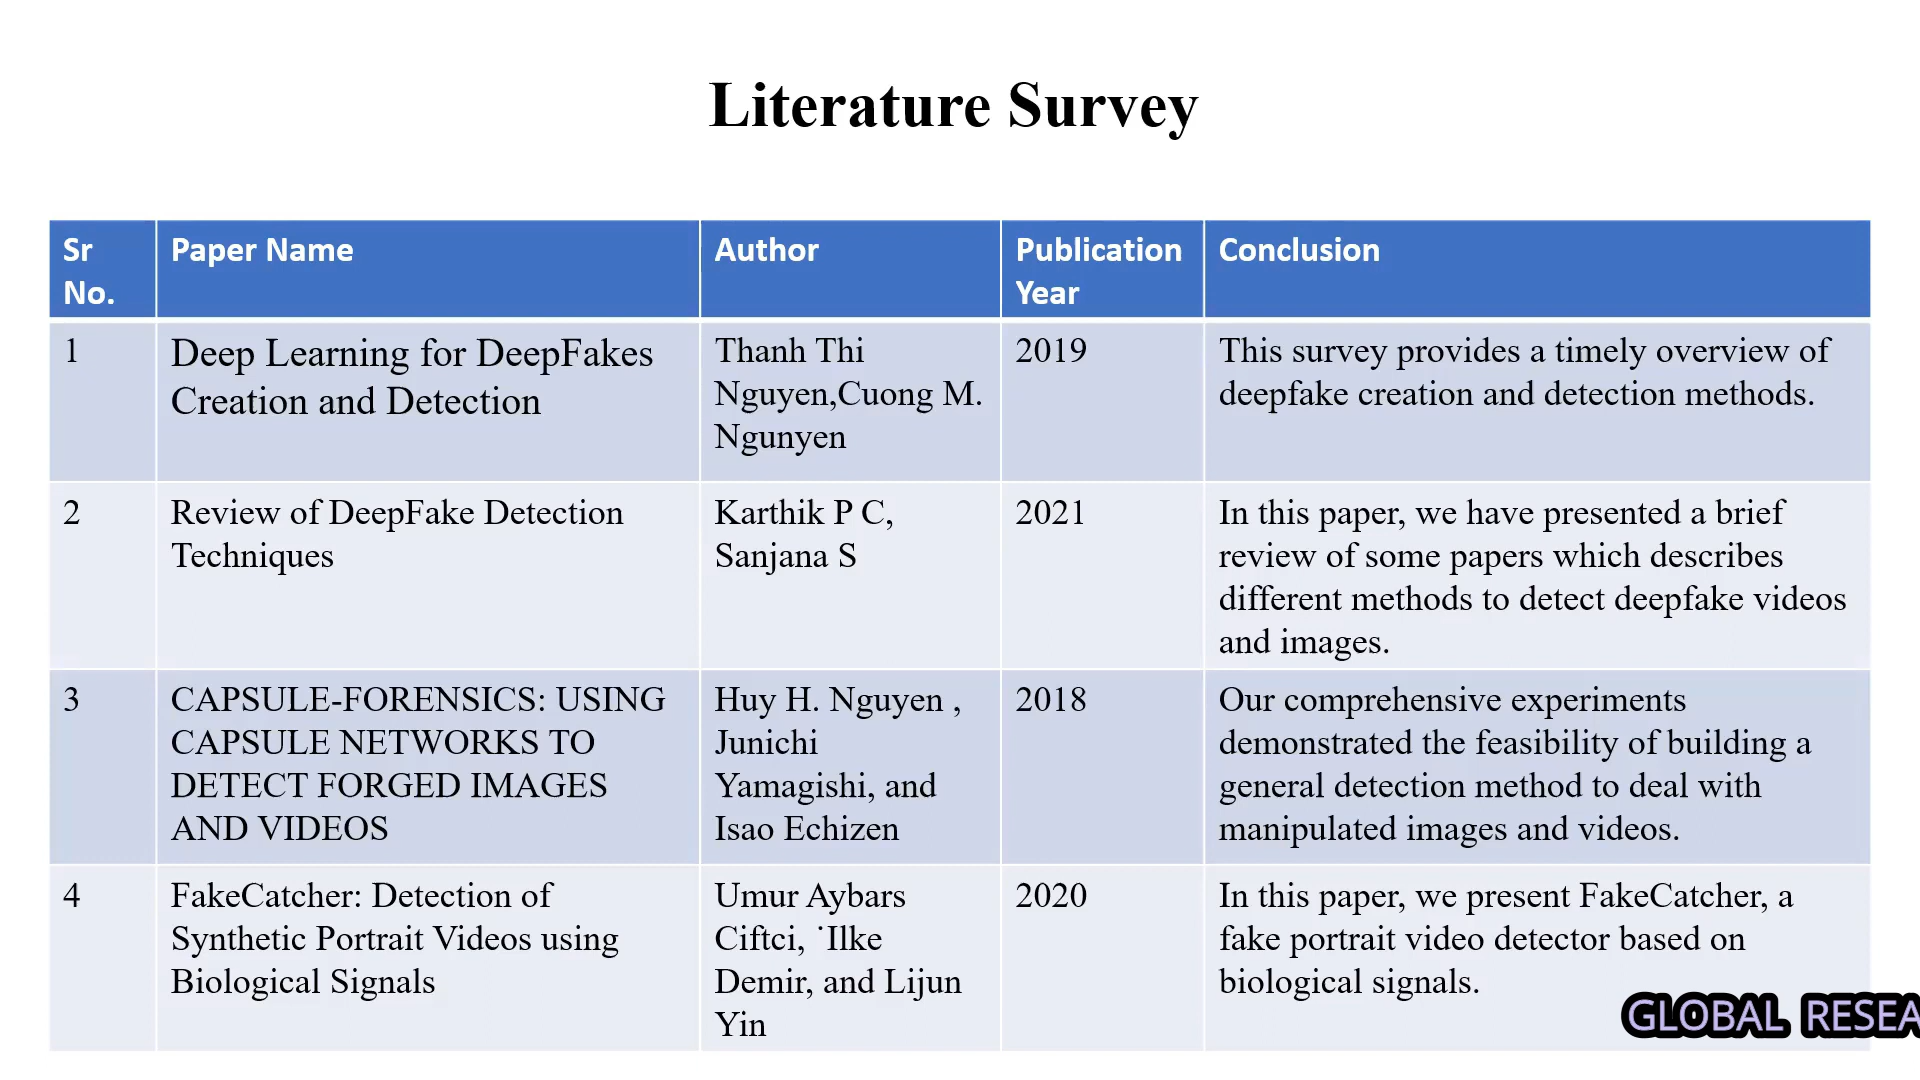 Literature Survey
Sr
No.
Paper Name
Author
Publication
Year
Conclusion
1
Deep Learning for DeepFakes
Creation and Detection
Thanh Thi
Nguyen,Cuong M.
Ngunyen
2019
This survey provides a timely overview of
deepfake creation and detection methods.
2
Review of DeepFake Detection
Techniques
Karthik P C,
Sanjana S
2021
In this paper, we have presented a brief
review of some papers which describes
different methods to detect deepfake videos
and images.
3
CAPSULE-FORENSICS: USING
CAPSULE NETWORKS TO
DETECT FORGED IMAGES
AND VIDEOS
Huy H. Nguyen ,
Junichi
Yamagishi, and
Isao Echizen
2018
Our comprehensive experiments
demonstrated the feasibility of building a
general detection method to deal with
manipulated images and videos.
4
FakeCatcher: Detection of
Synthetic Portrait Videos using
Biological Signals
Umur Aybars
Ciftci, ˙Ilke
Demir, and Lijun
Yin
2020
In this paper, we present FakeCatcher, a
fake portrait video detector based on
biological signals.
GLOBAL RESEA